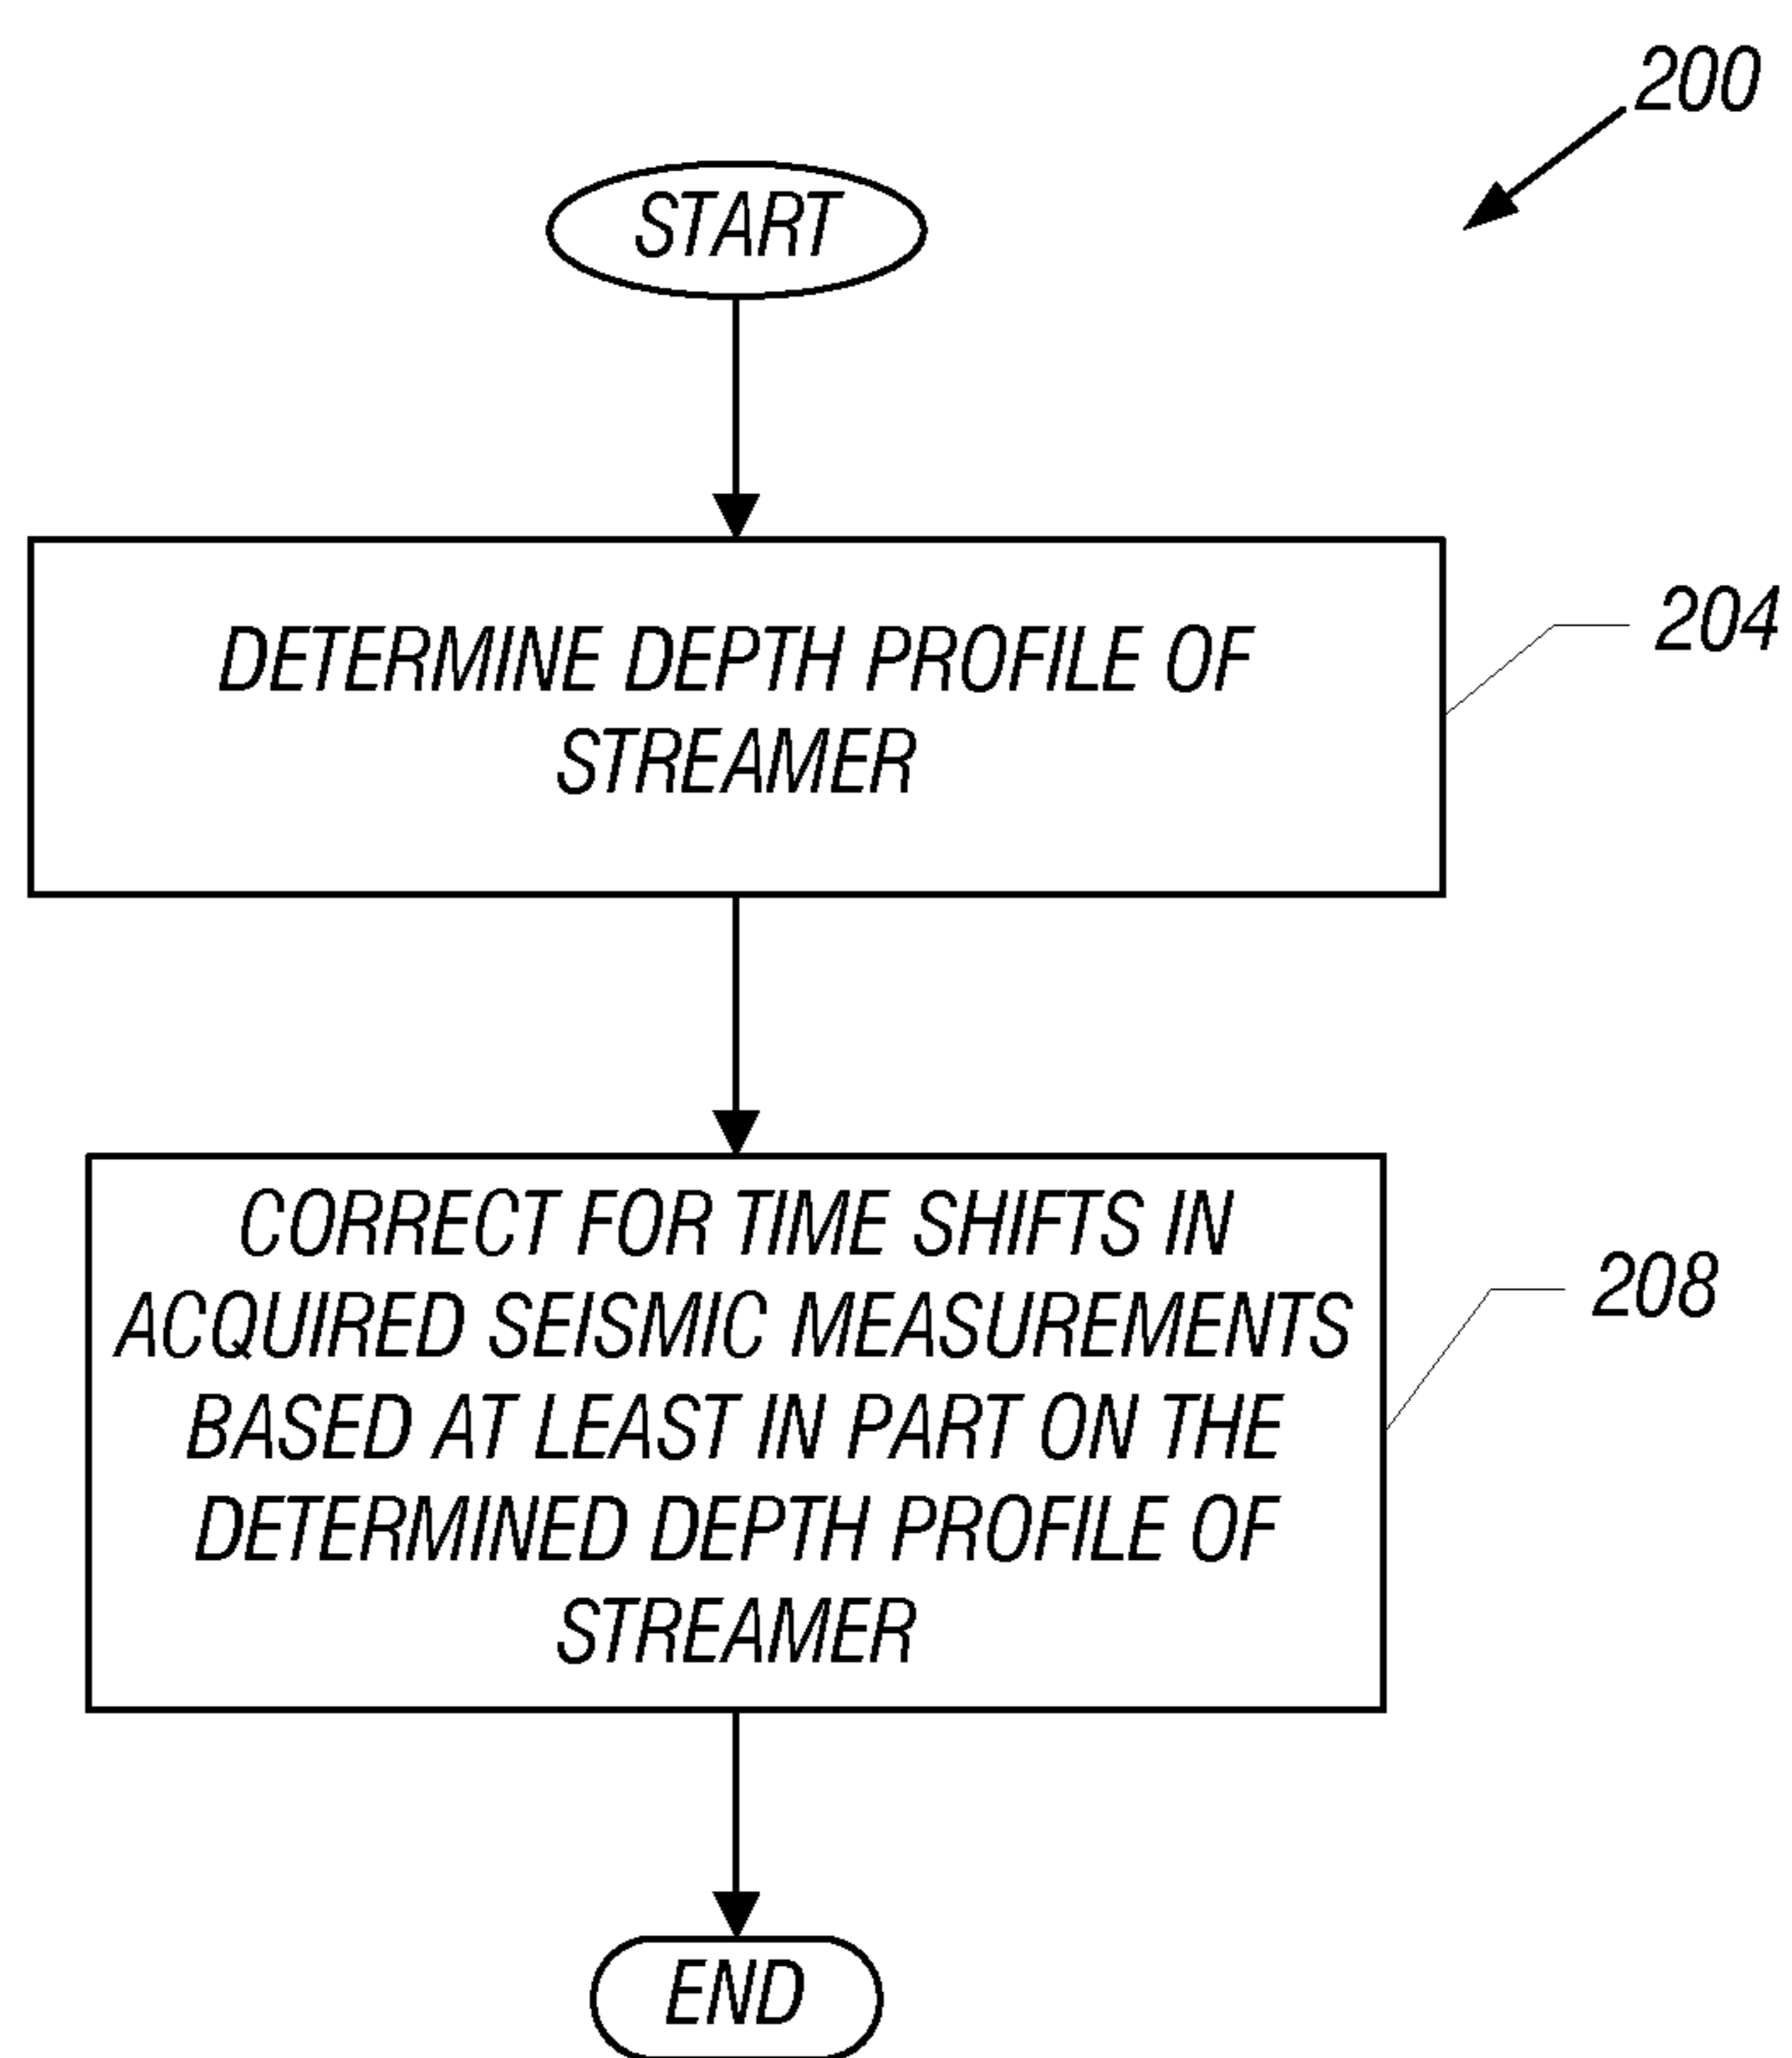 200
START
DETERMINE DEPTH PROFILE OF
STREAMER
204
CORRECT FOR TIME SHIFTS IN
ACQUIRED SEISMIC MEASUREMENTS
BASED AT LEAST IN PART ON THE
DETERMINED DEPTH PROFILE OF
STREAMER
208
END